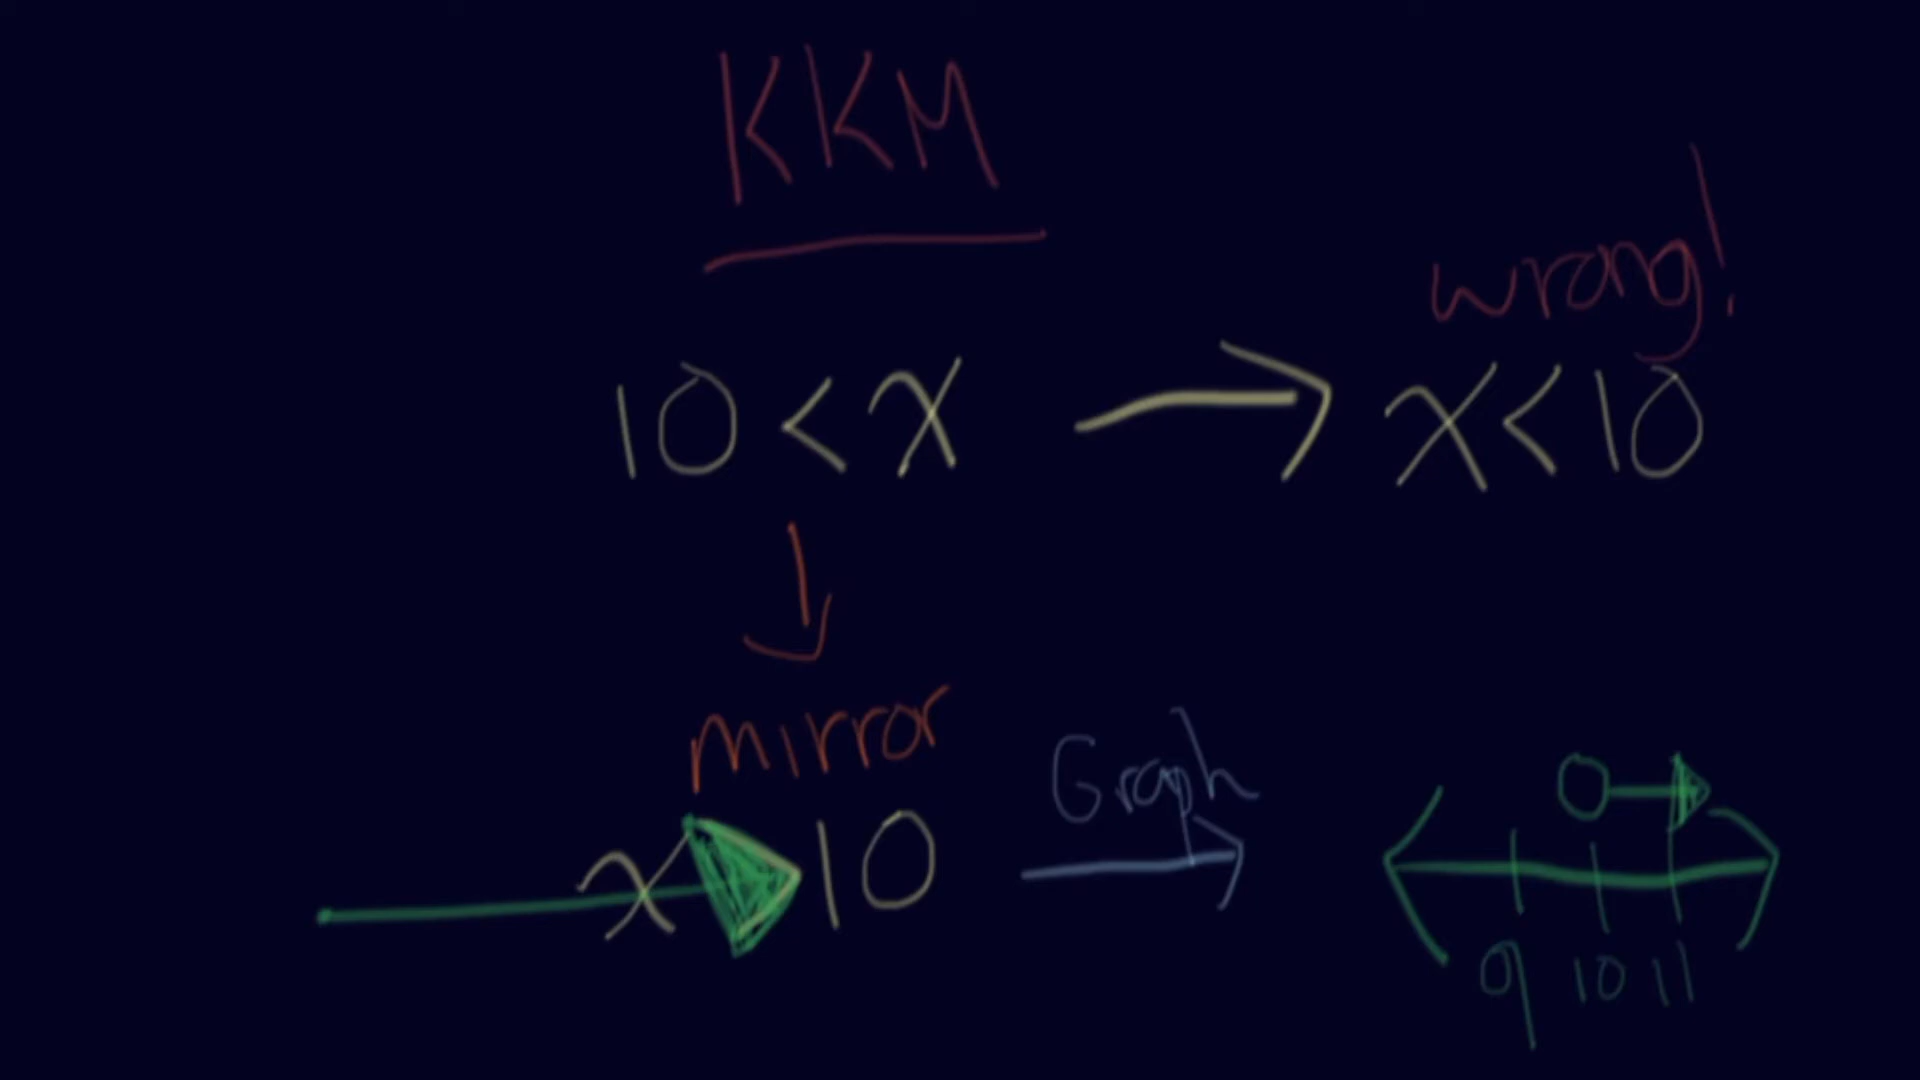 KKM
wrong!
10 < x → x < 10
mirror
Graph
x > 10
9 10 11